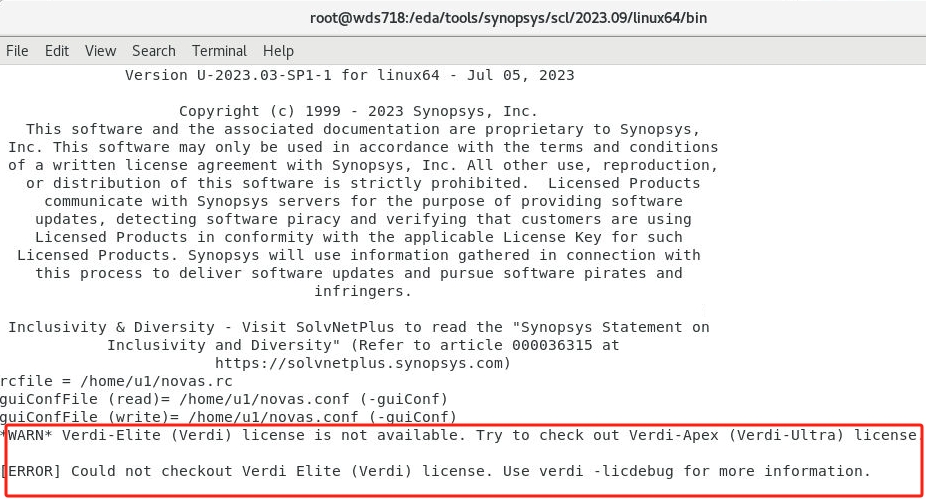 root@wds718:/eda/tools/synopsys/scl/2023.09/linux64/bin
File Edit View Search Terminal Help
Version U-2023.03-SP1-1 for linux64 - Jul 05, 2023
Copyright (c) 1999 - 2023 Synopsys, Inc.
This software and the associated documentation are proprietary to Synopsys,
Inc. This software may only be used in accordance with the terms and conditions
of a written license agreement with Synopsys, Inc. All other use, reproduction,
or distribution of this software is strictly prohibited.  Licensed Products
communicate with Synopsys servers for the purpose of providing software
updates, detecting software piracy and verifying that customers are using
Licensed Products in conformity with the applicable License Key for such
Licensed Products. Synopsys will use information gathered in connection with
this process to deliver software updates and pursue software pirates and
infringers.
Inclusivity & Diversity - Visit SolvNetPlus to read the "Synopsys Statement on
Inclusivity and Diversity" (Refer to article 000036315 at
https://solvnetplus.synopsys.com)
rcfile = /home/u1/novas.rc
guiConfFile (read)= /home/u1/novas.conf (-guiConf)
guiConfFile (write)= /home/u1/novas.conf (-guiConf)
*WARN* Verdi-Elite (Verdi) license is not available. Try to check out Verdi-Apex (Verdi-Ultra) license.
[ERROR] Could not checkout Verdi Elite (Verdi) license. Use verdi -licdebug for more information.